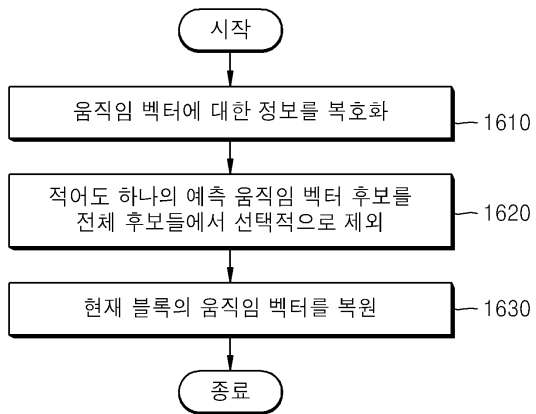 시작
움직임 벡터에 대한 정보를 복호화
1610
적어도 하나의 예측 움직임 벡터 후보를
전체 후보들에서 선택적으로 제외
1620
현재 블록의 움직임 벡터를 복원
1630
종료